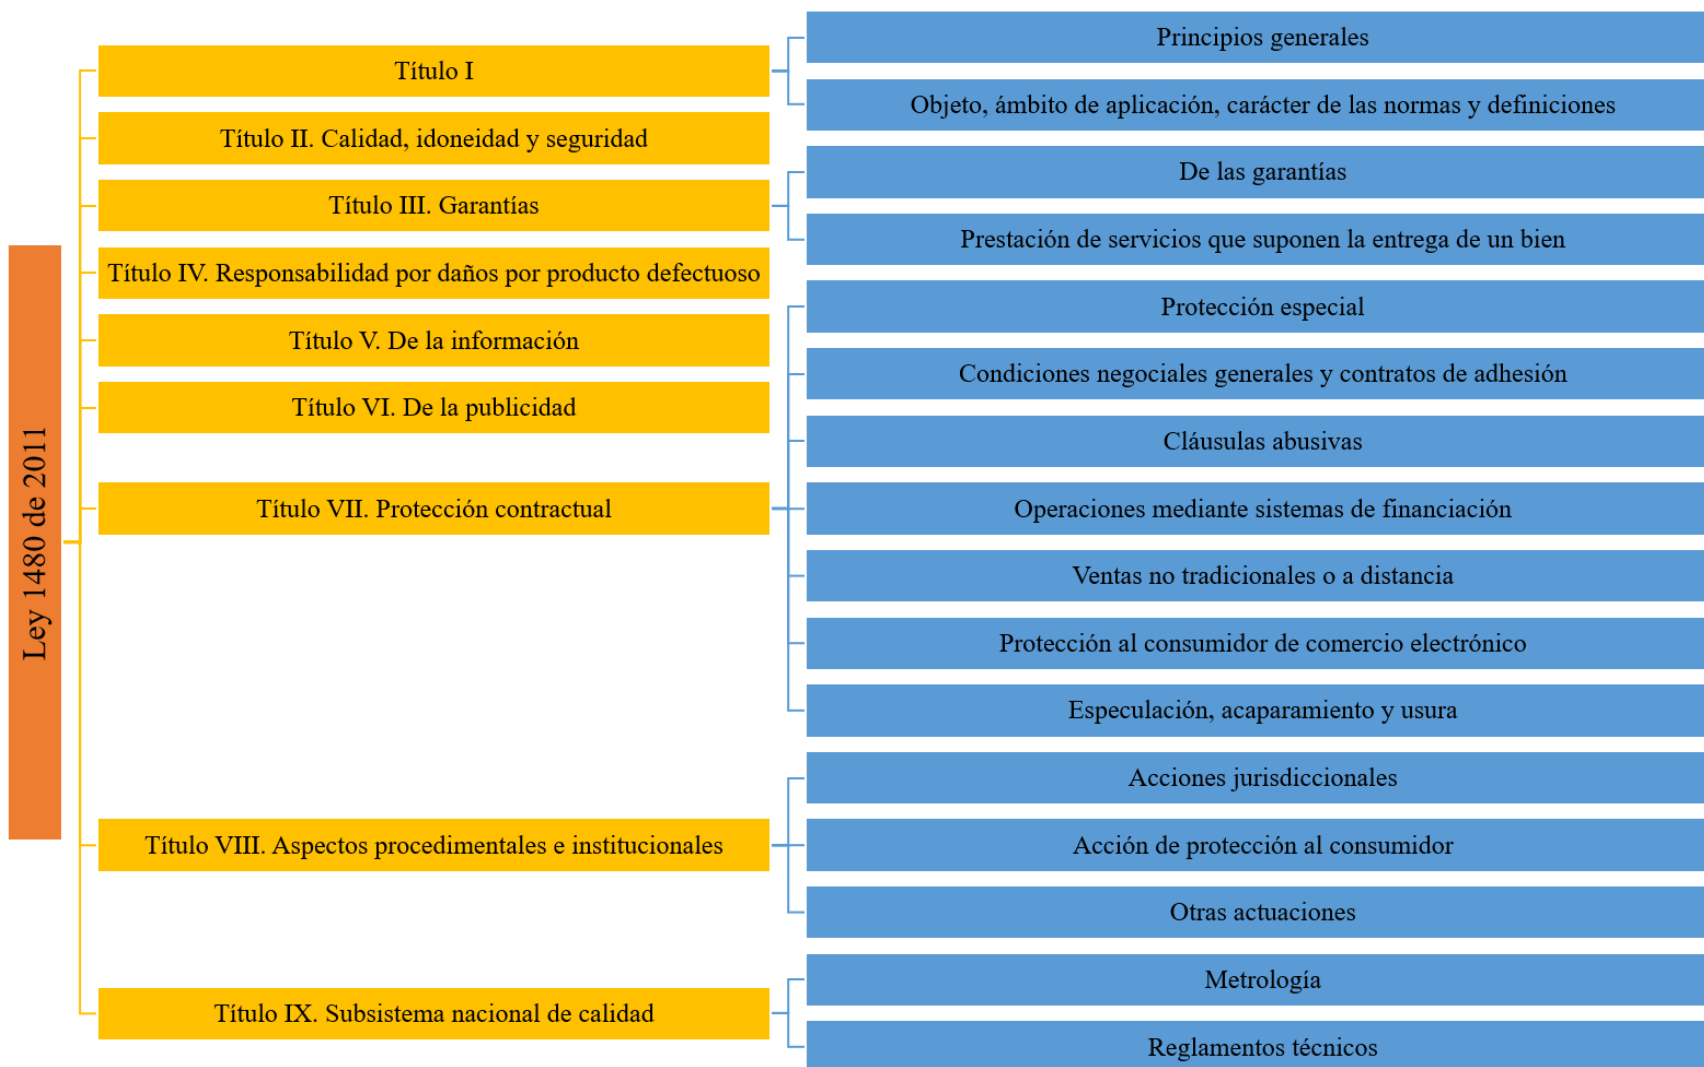 Ley 1480 de 2011
Título I
Principios generales
Objeto, ámbito de aplicación, carácter de las normas y definiciones
Título II. Calidad, idoneidad y seguridad
Título III. Garantías
De las garantías
Prestación de servicios que suponen la entrega de un bien
Título IV. Responsabilidad por daños por producto defectuoso
Título V. De la información
Título VI. De la publicidad
Título VII. Protección contractual
Protección especial
Condiciones negociales generales y contratos de adhesión
Cláusulas abusivas
Operaciones mediante sistemas de financiación
Ventas no tradicionales o a distancia
Protección al consumidor de comercio electrónico
Especulación, acaparamiento y usura
Título VIII. Aspectos procedimentales e institucionales
Acciones jurisdiccionales
Acción de protección al consumidor
Otras actuaciones
Título IX. Subsistema nacional de calidad
Metrología
Reglamentos técnicos